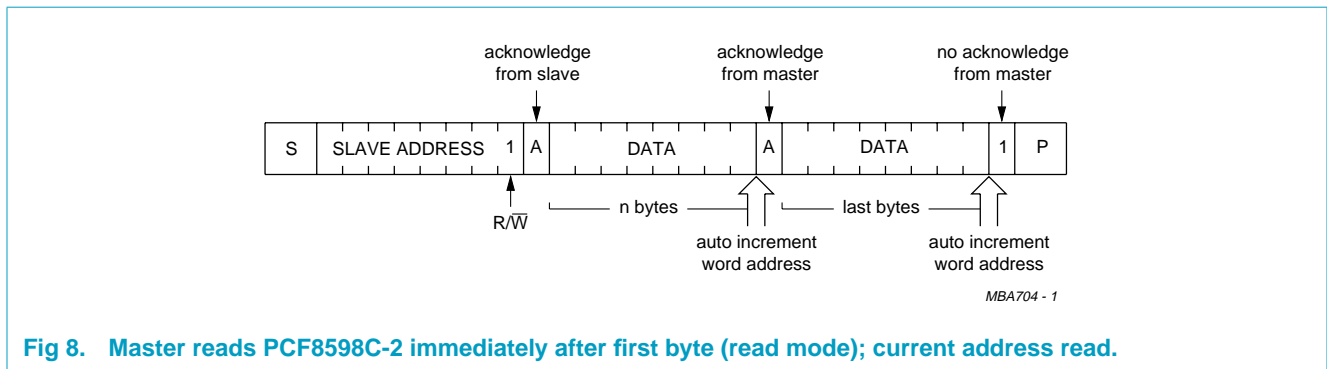 acknowledge
from slave
acknowledge
from master
no acknowledge
from master
S SLAVE ADDRESS 1 A DATA A DATA 1 P
R/W̅
n bytes
last bytes
auto increment
word address
auto increment
word address
MBA704 - 1
Fig 8. Master reads PCF8598C-2 immediately after first byte (read mode); current address read.